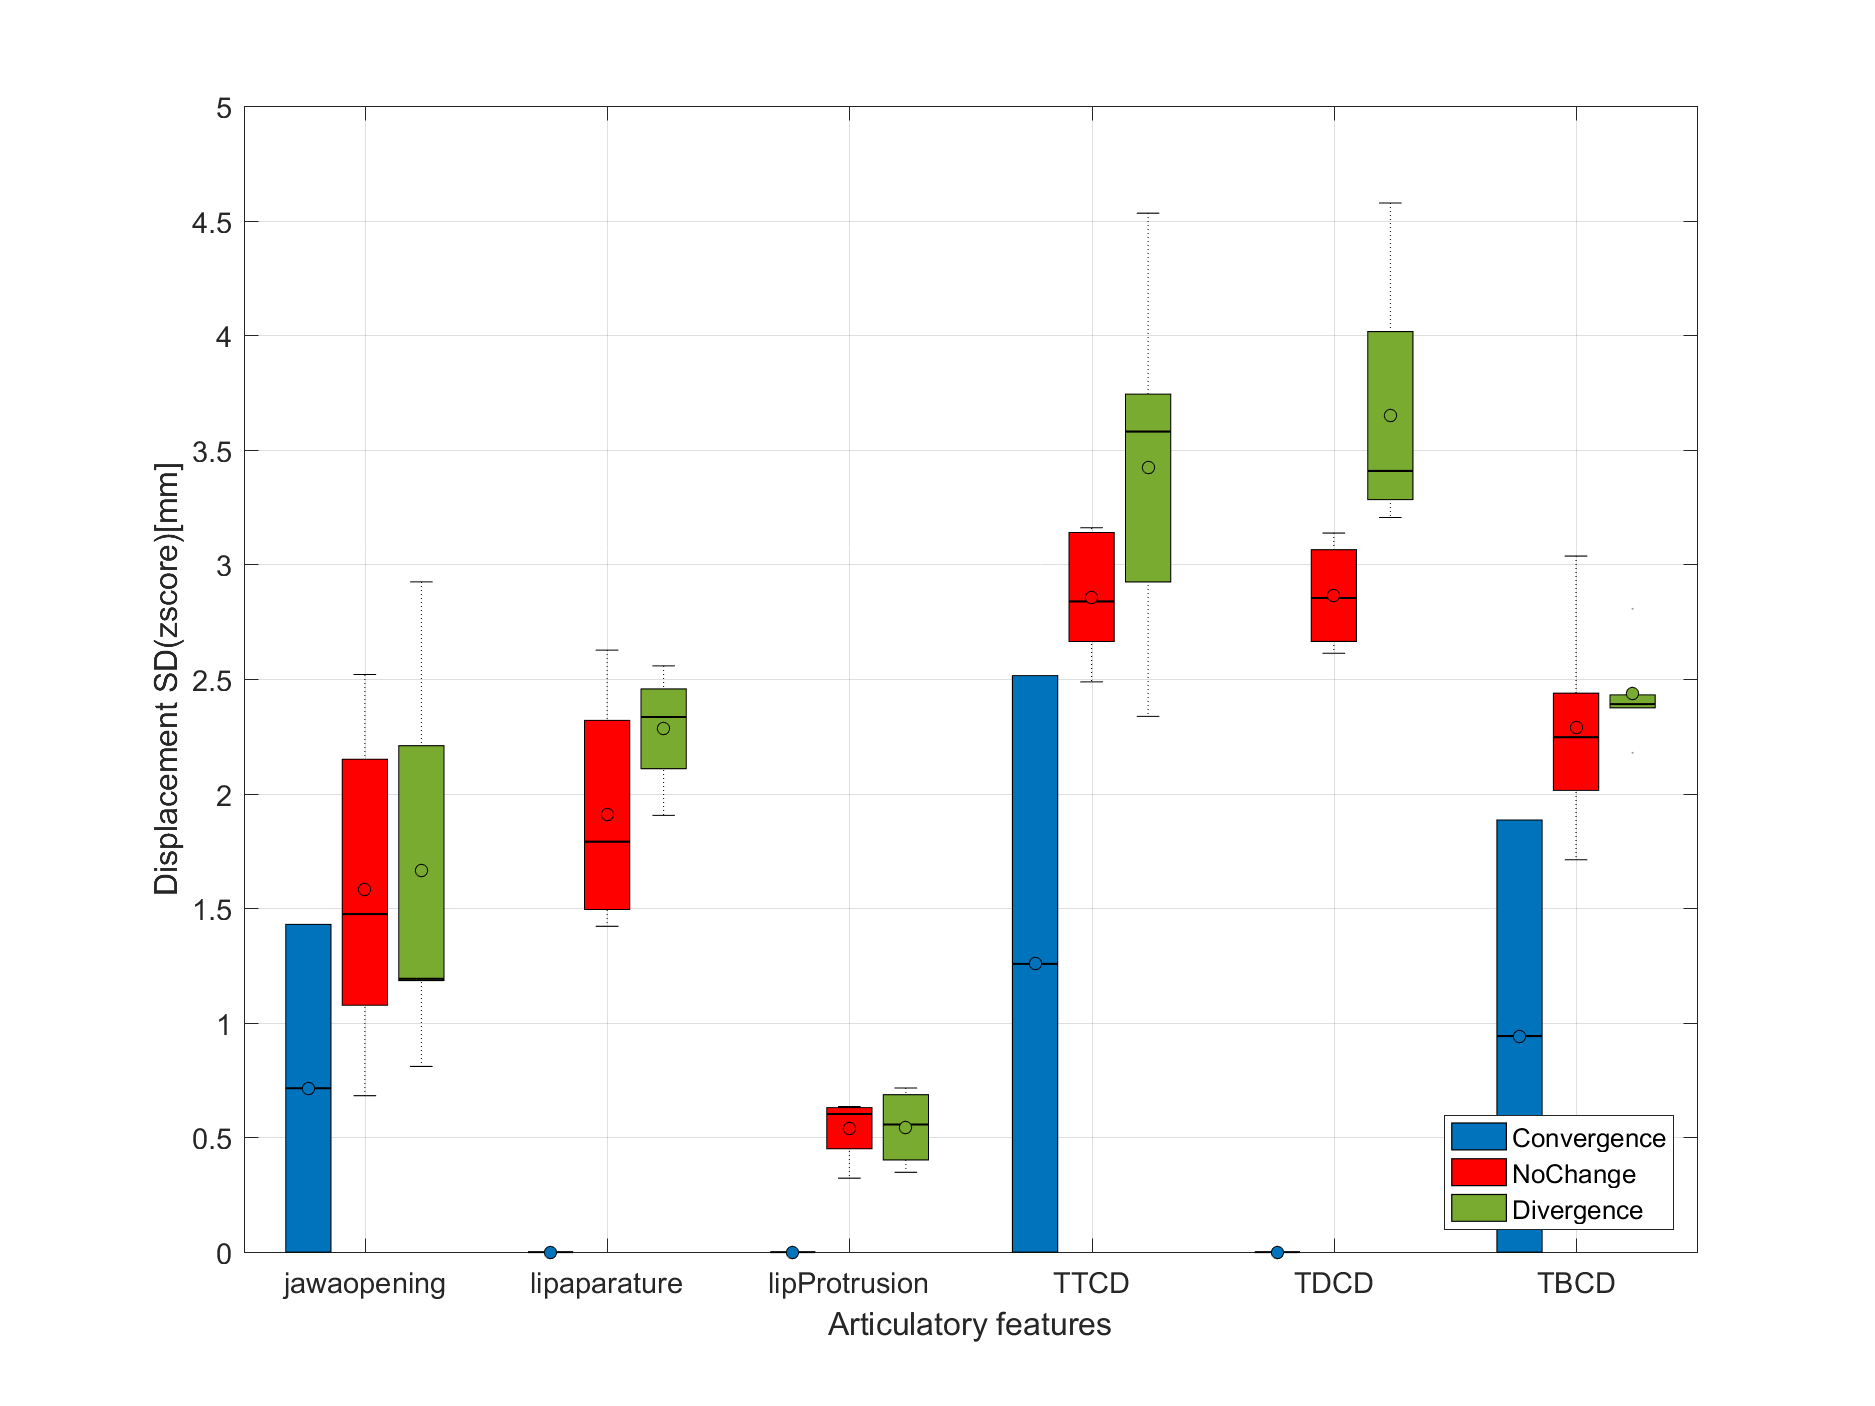 5
4.5
4
3.5
3
2.5
2
1.5
1
0.5
0
Displacement SD(zscore)[mm]
jawaopening
lipaparature
lipProtrusion
TTCD
TDCD
TBCD
Articulatory features
Convergence
NoChange
Divergence